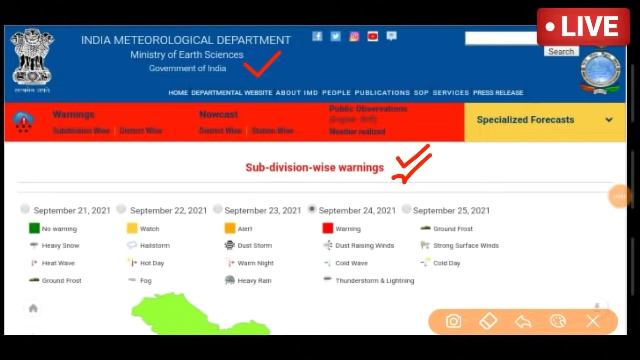 LIVE
INDIA METEOROLOGICAL DEPARTMENT
Ministry of Earth Sciences
Government of India
Search
HOME DEPARTMENTAL WEBSITE ABOUT IMD PEOPLE PUBLICATIONS SOP SERVICES PRESS RELEASE
Warnings Nowcast Public Observations
Specialized Forecasts
Subdivision Wise | District Wise District Wise | Station Wise Weather realized
Sub-division-wise warnings
September 21, 2021 September 22, 2021 September 23, 2021 September 24, 2021 September 25, 2021
No warning Watch Alert Warning Ground Frost
Heavy Snow Hailstorm Dust Storm Dust Raising Winds Strong Surface Winds
Heat Wave Hot Day Warm Night Cold Wave Cold Day
Ground Frost Fog Heavy Rain Thunderstorm & Lightning